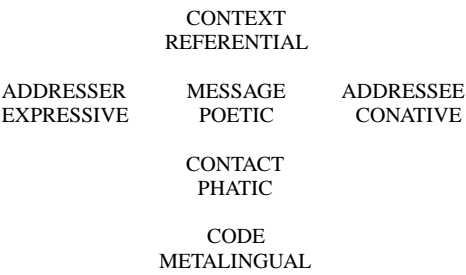 CONTEXT
REFERENTIAL
ADDRESSER MESSAGE ADDRESSEE
EXPRESSIVE POETIC CONATIVE
CONTACT
PHATIC
CODE
METALINGUAL